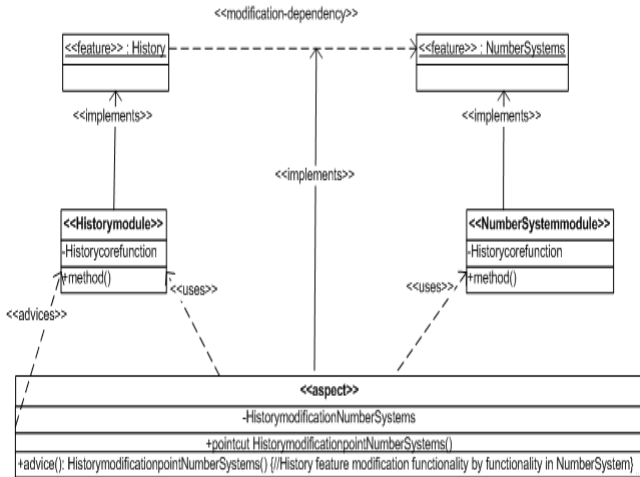 <<modification-dependency>>
<<feature>> : History
<<feature>> : NumberSystems
<<implements>>
<<implements>>
<<implements>>
<<Historymodule>>
-Historycorefunction
+method()
<<NumberSystemmodule>>
-Historycorefunction
+method()
<<uses>>
<<uses>>
<<advices>>
<<aspect>>
-HistorymodificationNumberSystems
+pointcut HistorymodificationpointNumberSystems()
+advice(): HistorymodificationpointNumberSystems() {//History feature modification functionality by functionality in NumberSystem}